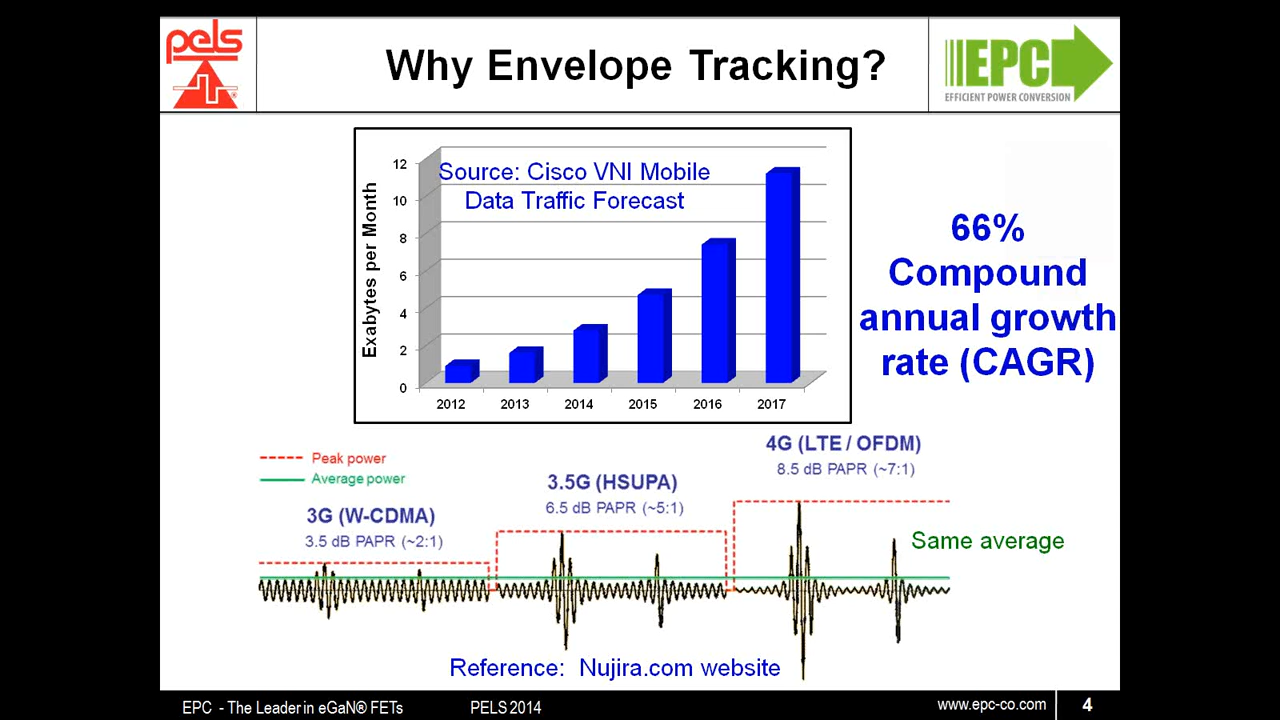 pels
Why Envelope Tracking?
EPC
EFFICIENT POWER CONVERSION
Source: Cisco VNI Mobile
Data Traffic Forecast
Exabytes per Month
12
10
8
6
4
2
0
2012 2013 2014 2015 2016 2017
66%
Compound
annual growth
rate (CAGR)
Peak power
Average power
3G (W-CDMA)
3.5 dB PAPR (~2:1)
3.5G (HSUPA)
6.5 dB PAPR (~5:1)
4G (LTE / OFDM)
8.5 dB PAPR (~7:1)
Same average
Reference: Nujira.com website
EPC - The Leader in eGaN® FETs PELS 2014 www.epc-co.com 4